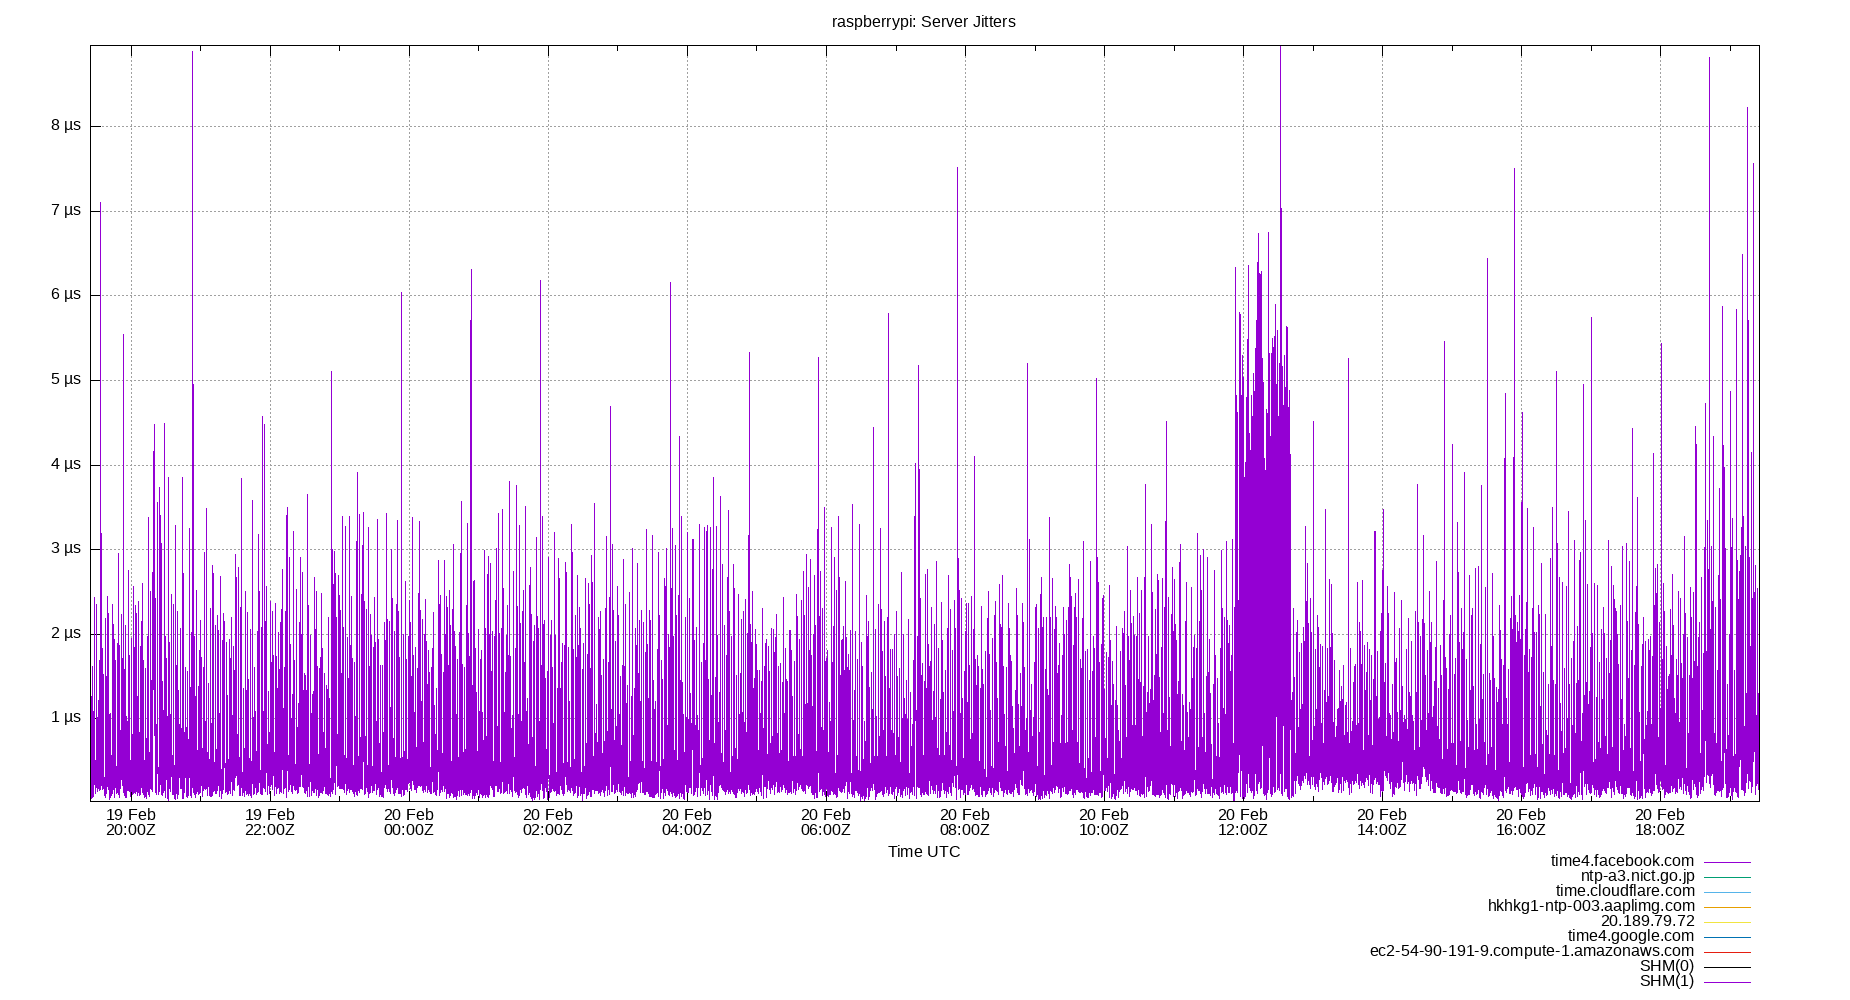 raspberrypi: Server Jitters
8 µs
7 µs
6 µs
5 µs
4 µs
3 µs
2 µs
1 µs
19 Feb 19 Feb 20 Feb 20 Feb 20 Feb 20 Feb 20 Feb 20 Feb 20 Feb 20 Feb 20 Feb 20 Feb
20:00Z 22:00Z 00:00Z 02:00Z 04:00Z 06:00Z 08:00Z 10:00Z 12:00Z 14:00Z 16:00Z 18:00Z
Time UTC
time4.facebook.com
ntp-a3.nict.go.jp
time.cloudflare.com
hkhkg1-ntp-003.aaplimg.com
20.189.79.72
time4.google.com
ec2-54-90-191-9.compute-1.amazonaws.com
SHM(0)
SHM(1)